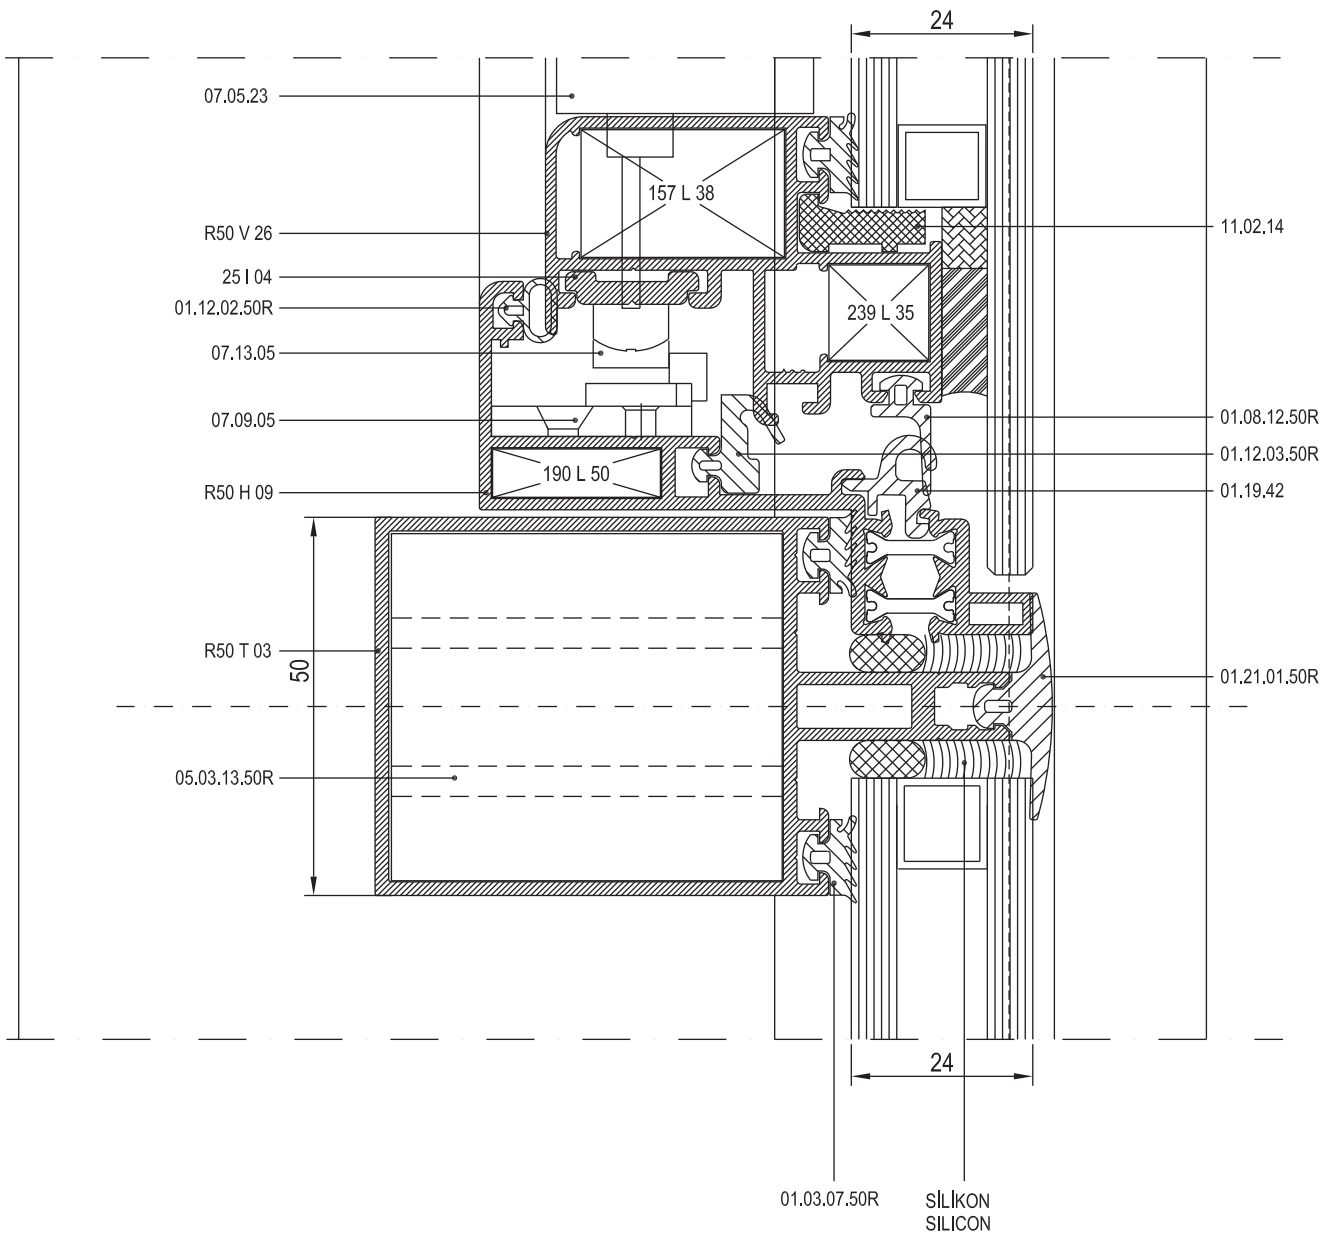 24
07.05.23
157 L 38
R50 V 26
11.02.14
25 I 04
01.12.02.50R
239 L 35
07.13.05
07.09.05
01.08.12.50R
01.12.03.50R
190 L 50
R50 H 09
01.19.42
R50 T 03
50
01.21.01.50R
05.03.13.50R
24
01.03.07.50R
SİLİKON
SILICON